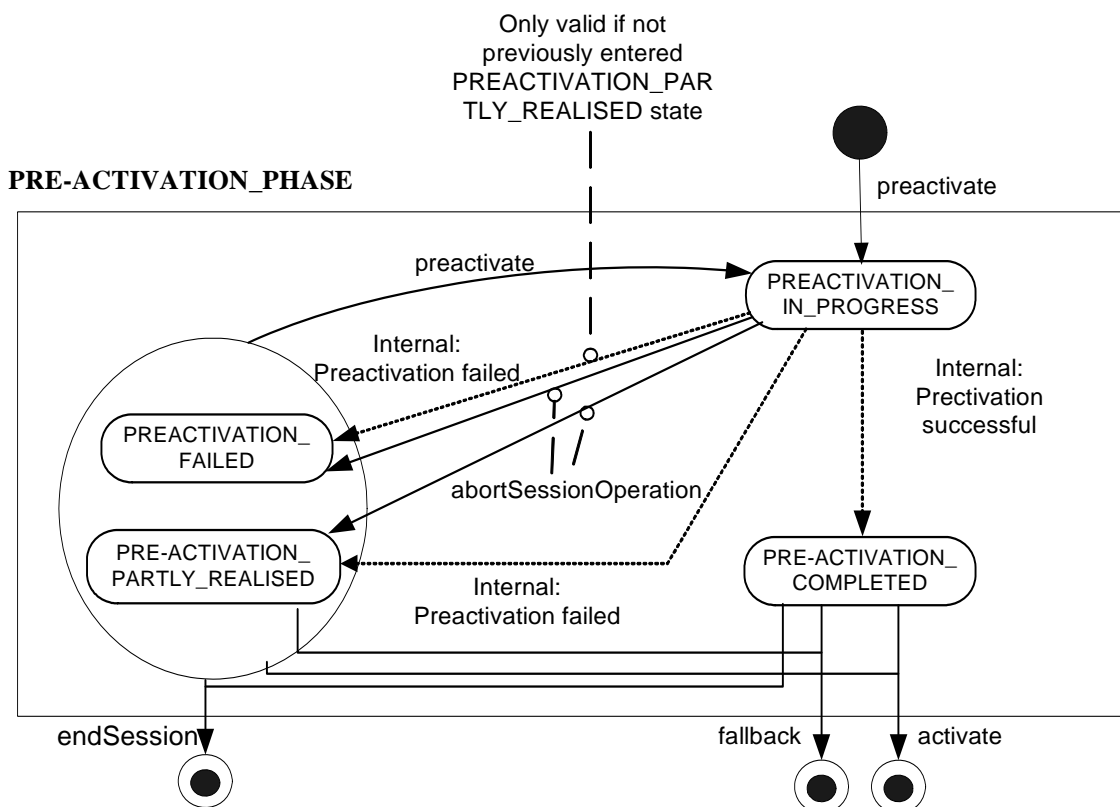 Only valid if not
previously entered
PREACTIVATION_PAR
TLY_REALISED state
PRE-ACTIVATION_PHASE
preactivate
preactivate
PREACTIVATION_
IN_PROGRESS
Internal:
Preactivation failed
Internal:
Prectivation
successful
PREACTIVATION_
FAILED
abortSessionOperation
PRE-ACTIVATION_
PARTLY_REALISED
PRE-ACTIVATION_
COMPLETED
Internal:
Preactivation failed
endSession
fallback
activate